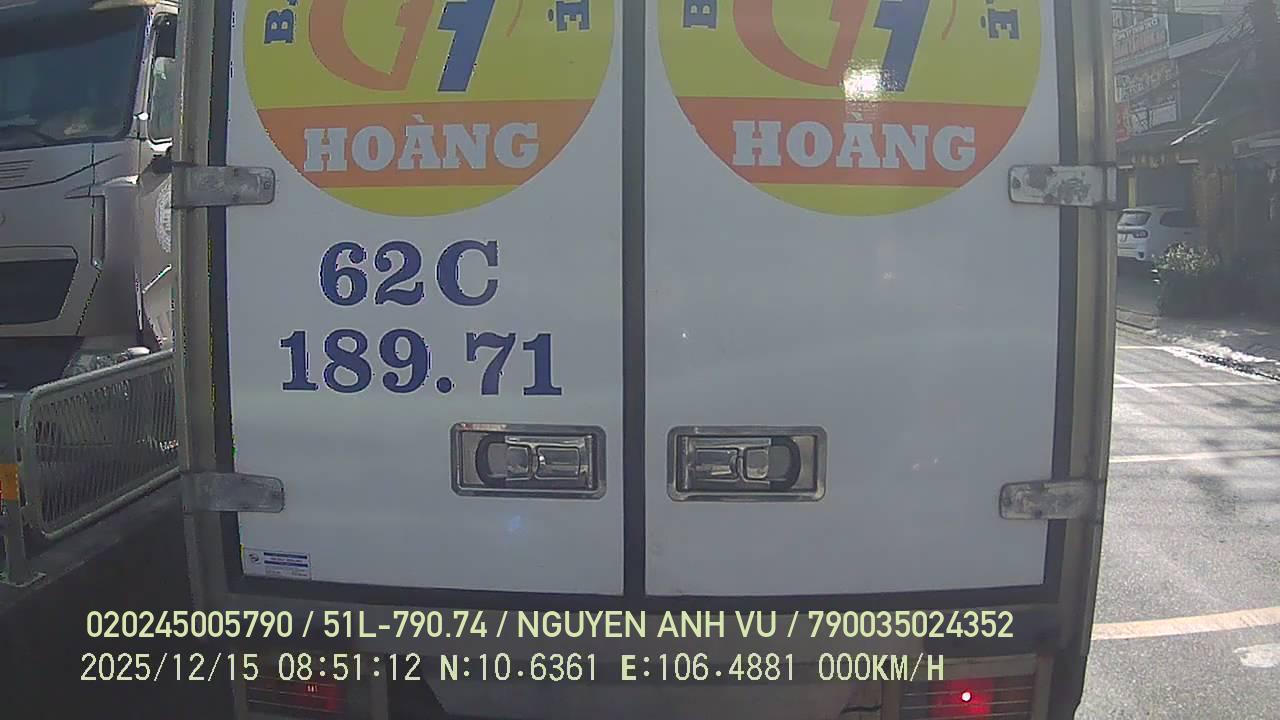 HOÀNG
HOÀNG
62C
189.71
020245005790 / 51L-790.74 / NGUYEN ANH VU / 790035024352
2025/12/15 08:51:12 N:10.6361 E:106.4881 000KM/H